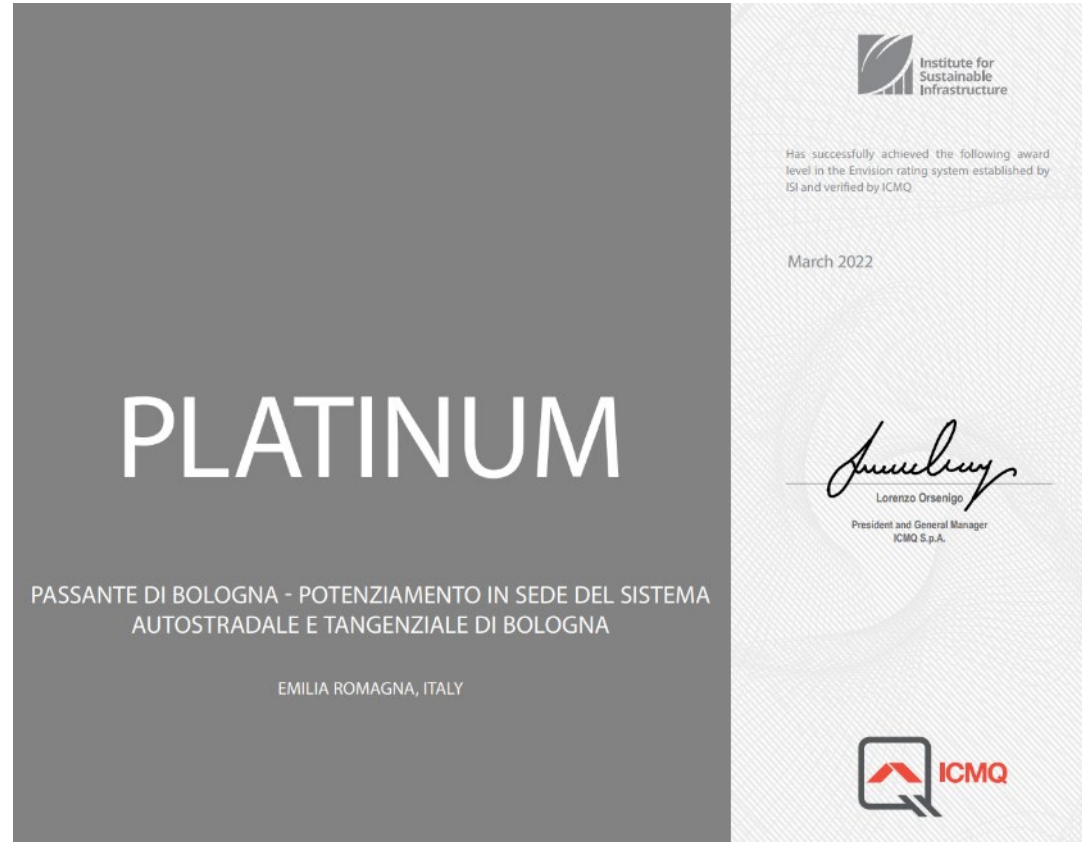 PLATINUM
PASSANTE DI BOLOGNA - POTENZIAMENTO IN SEDE DEL SISTEMA
AUTOSTRADALE E TANGENZIALE DI BOLOGNA
EMILIA ROMAGNA, ITALY
Institute for
Sustainable
Infrastructure
Has successfully achieved the following award
level in the Envision rating system established by
ISI and verified by ICMQ
March 2022
Lorenzo Orsenigo
President and General Manager
ICMQ S.p.A.
ICMQ